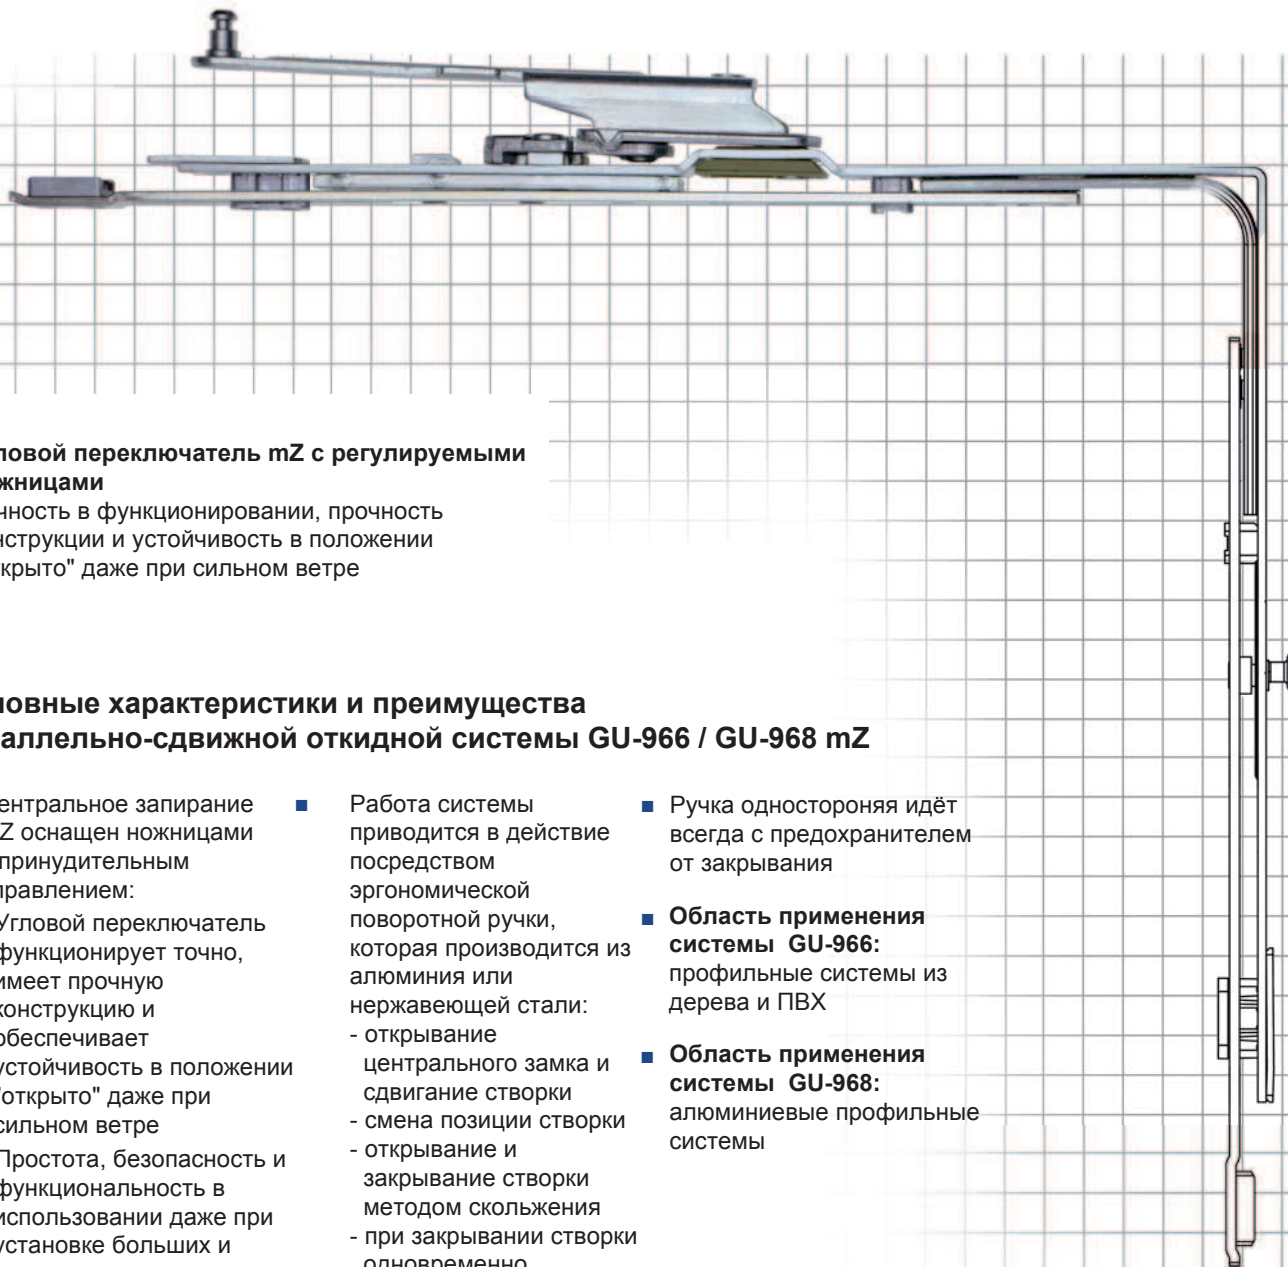 ловой переключатель mZ с регулируемыми
жницами
чность в функционировании, прочность
нструкции и устойчивость в положении
крыто" даже при сильном ветре
новные характеристики и преимущества
аллельно-сдвижной откидной системы GU-966 / GU-968 mZ
ентральное запирание
Z оснащен ножницами
принудительным
правлением:
Угловой переключатель
функционирует точно,
имеет прочную
конструкцию и
обеспечивает
устойчивость в положении
"открыто" даже при
сильном ветре
Простота, безопасность и
функциональность в
использовании даже при
установке больших и
■ Работа системы
приводится в действие
посредством
эргономической
поворотной ручки,
которая производится из
алюминия или
нержавеющей стали:
- открывание
центрального замка и
сдвигание створки
- смена позиции створки
- открывание и
закрывание створки
методом скольжения
- при закрывании створки
одновременно
■ Ручка одностороняя идёт
всегда с предохранителем
от закрывания
■ Область применения
системы GU-966:
профильные системы из
дерева и ПВХ
■ Область применения
системы GU-968:
алюминиевые профильные
системы